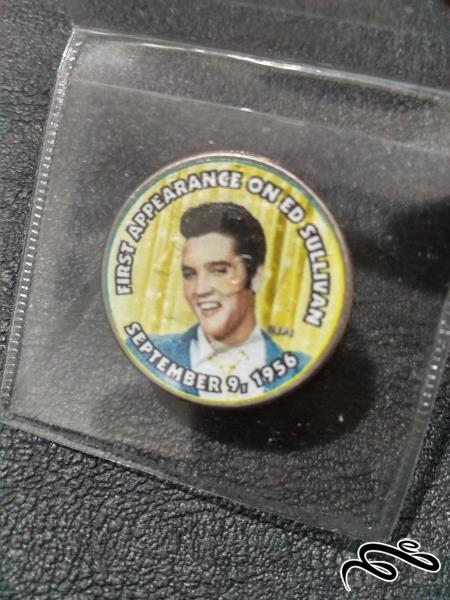 FIRST APPEARANCE ON ED SULLIVAN
SEPTEMBER 9, 1956